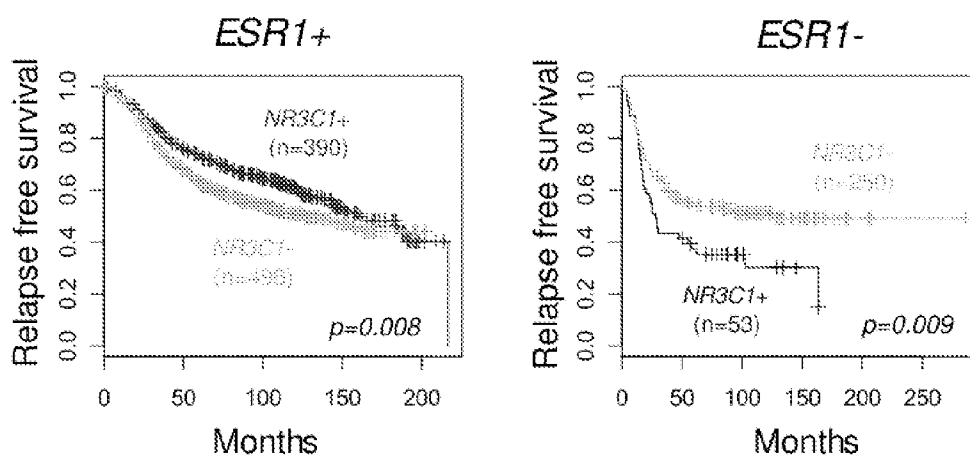 ESR1+
Relapse free survival
1.0
0.8
0.6
0.4
0.2
0.0
NR3C1+
(n=390)
NR3C1-
(n=498)
p=0.008
0 50 100 150 200
Months
ESR1-
Relapse free survival
1.0
0.8
0.6
0.4
0.2
0.0
NR3C1-
(n=250)
NR3C1+
(n=53)
p=0.009
0 50 100 150 200 250
Months